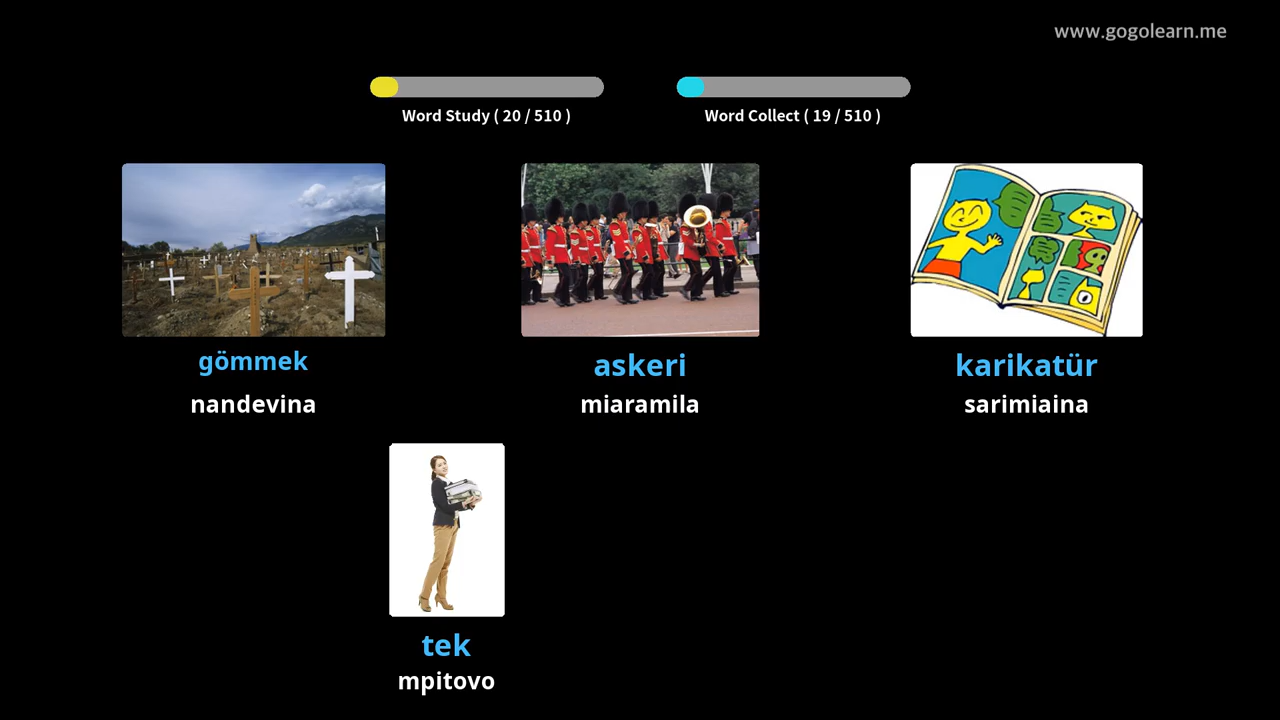 www.gogolearn.me
Word Study ( 20 / 510 )
Word Collect ( 19 / 510 )
gömmek
nandevina
askeri
miaramila
karikatür
sarimiaina
tek
mpitovo